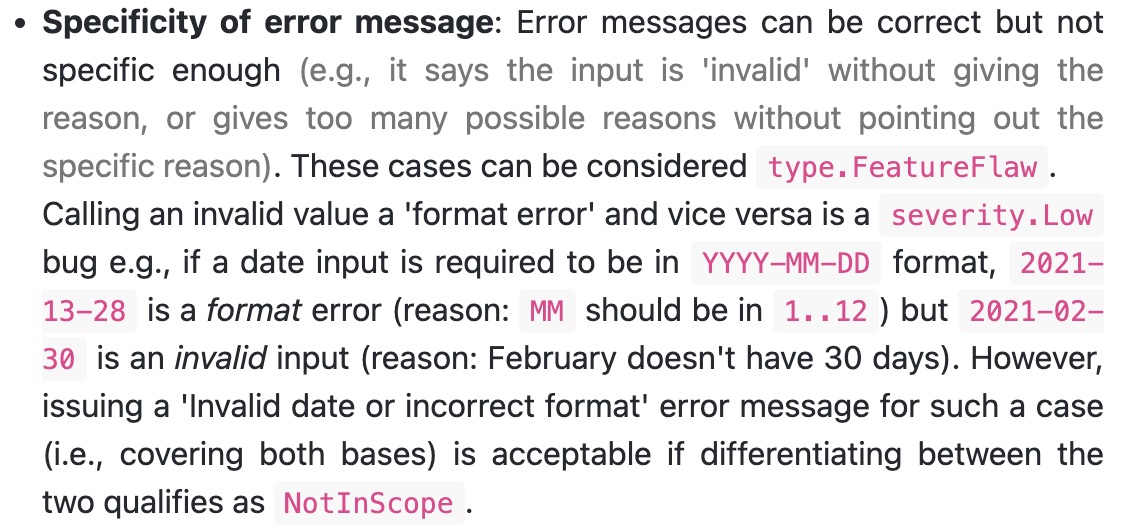 • Specificity of error message: Error messages can be correct but not
specific enough (e.g., it says the input is 'invalid' without giving the
reason, or gives too many possible reasons without pointing out the
specific reason). These cases can be considered type.FeatureFlaw .
Calling an invalid value a 'format error' and vice versa is a severity.Low
bug e.g., if a date input is required to be in YYYY-MM-DD format, 2021-
13-28 is a format error (reason: MM should be in 1..12 ) but 2021-02-
30 is an invalid input (reason: February doesn't have 30 days). However,
issuing a 'Invalid date or incorrect format' error message for such a case
(i.e., covering both bases) is acceptable if differentiating between the
two qualifies as NotInScope .